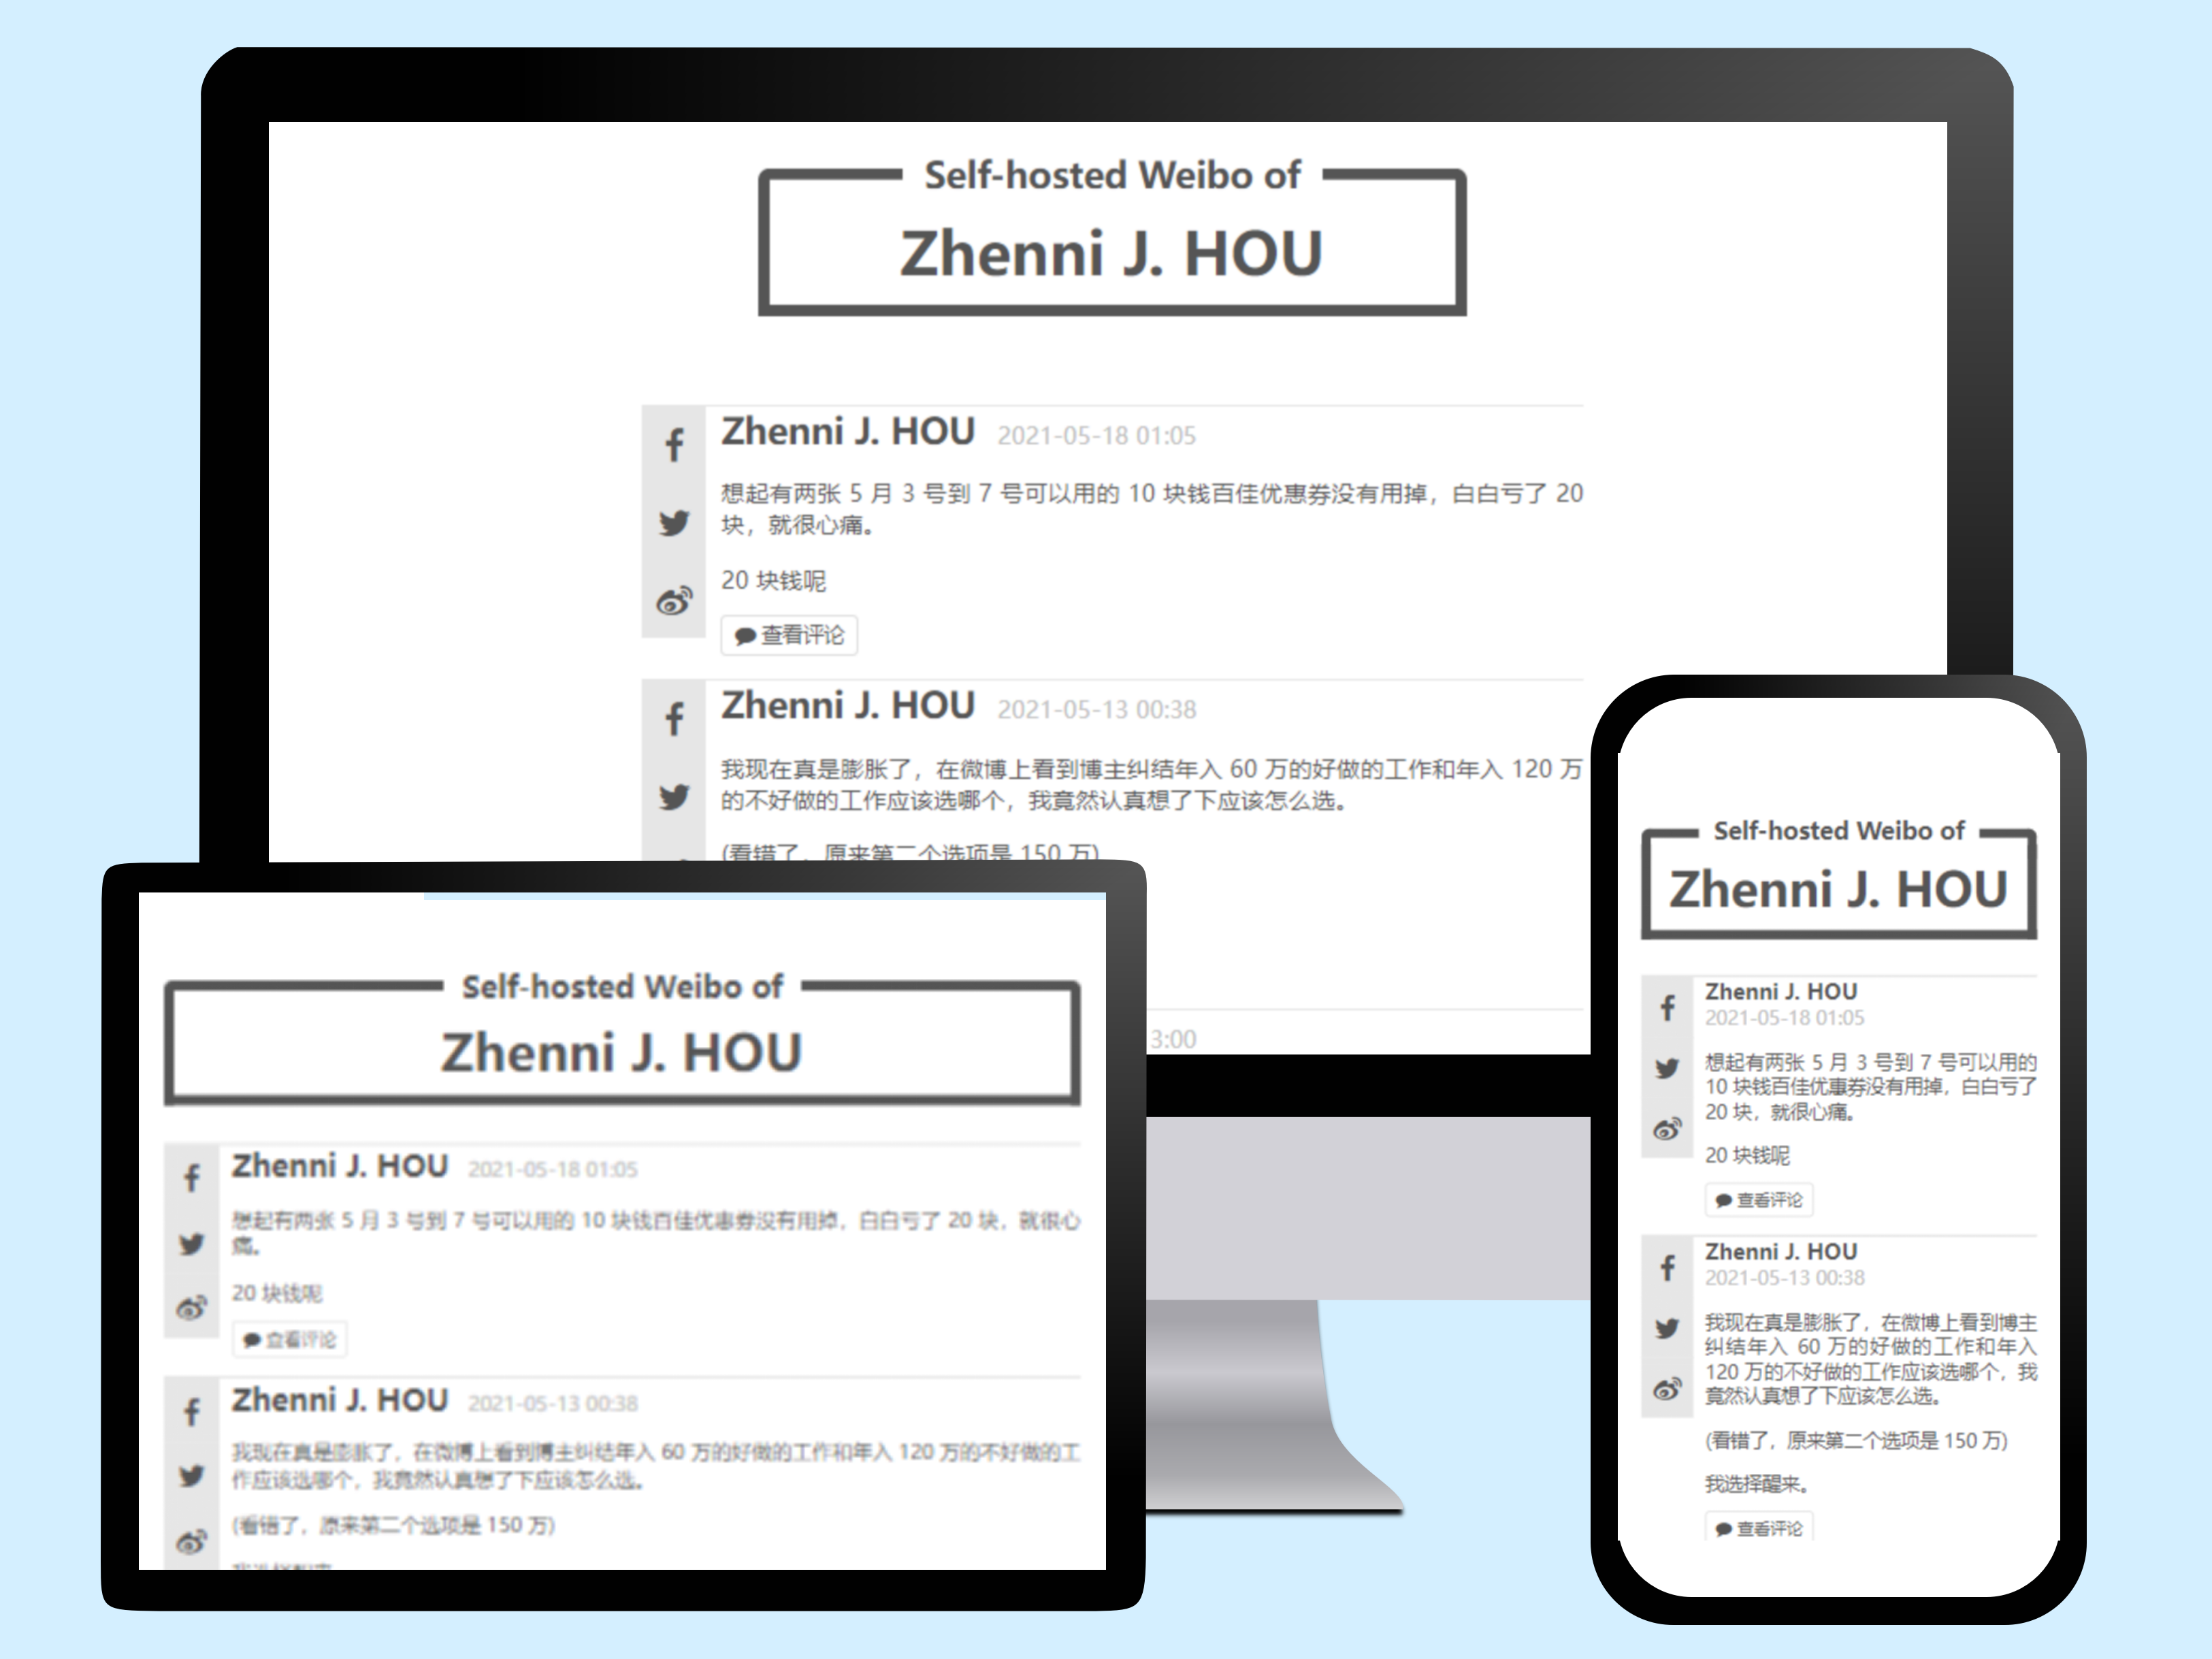 Self-hosted Weibo of
Zhenni J. HOU
Zhenni J. HOU 2021-05-18 01:05
想起有两张 5 月 3 号到 7 号可以用的 10 块钱百佳优惠券没有用掉，白白亏了 20
块，就很心痛。
20 块钱呢
查看评论
Zhenni J. HOU 2021-05-13 00:38
我现在真是膨胀了，在微博上看到博主纠结年入 60 万的好做的工作和年入 120 万
的不好做的工作应该选哪个，我竟然认真想了下应该怎么选。
(看错了，原来第二个选项是 150 万)
3:00
Self-hosted Weibo of
Zhenni J. HOU
Zhenni J. HOU 2021-05-18 01:05
想起有两张 5 月 3 号到 7 号可以用的 10 块钱百佳优惠券没有用掉，白白亏了 20 块，就很心
痛。
20 块钱呢
查看评论
Zhenni J. HOU 2021-05-13 00:38
我现在真是膨胀了，在微博上看到博主纠结年入 60 万的好做的工作和年入 120 万的不好做的工
作应该选哪个，我竟然认真想了下应该怎么选。
(看错了，原来第二个选项是 150 万)
Self-hosted Weibo of
Zhenni J. HOU
Zhenni J. HOU
2021-05-18 01:05
想起有两张 5 月 3 号到 7 号可以用的
10 块钱百佳优惠券没有用掉，白白亏了
20 块，就很心痛。
20 块钱呢
查看评论
Zhenni J. HOU
2021-05-13 00:38
我现在真是膨胀了，在微博上看到博主
纠结年入 60 万的好做的工作和年入
120 万的不好做的工作应该选哪个，我
竟然认真想了下应该怎么选。
(看错了，原来第二个选项是 150 万)
我选择醒来。
查看评论